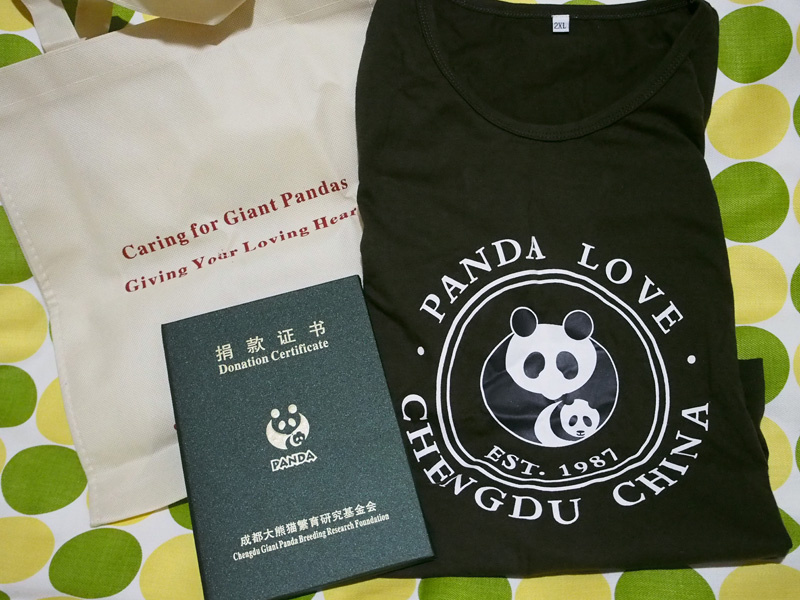 Caring for Giant Pandas
Giving Your Loving Hear
捐款证书
Donation Certificate
PANDA
成都大熊猫繁育研究基金会
Chengdu Giant Panda Breeding Research Foundation
2XL
PANDA LOVE
EST. 1987
· CHENGDU CHINA ·